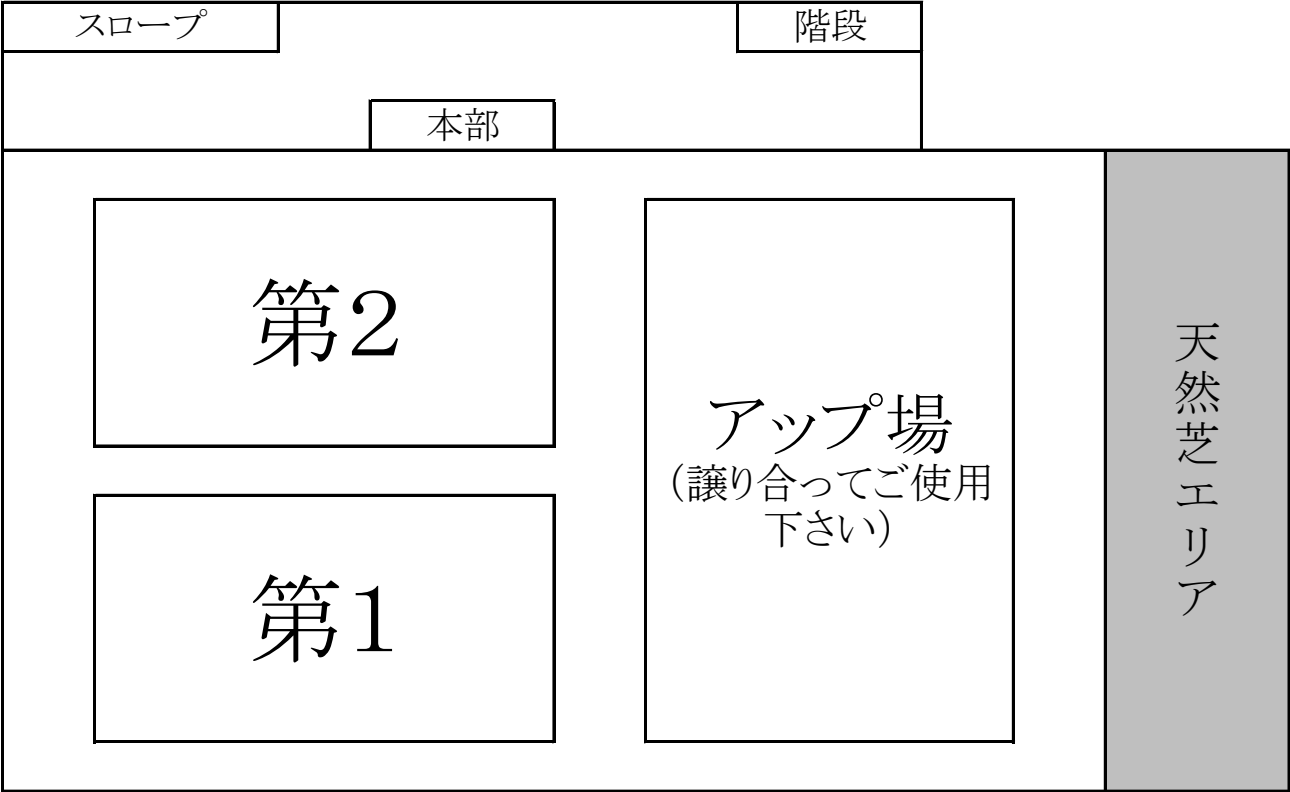 スロープ
階段
本部
第2
第1
アップ場
（譲り合ってご使用
下さい）
天然芝エリア